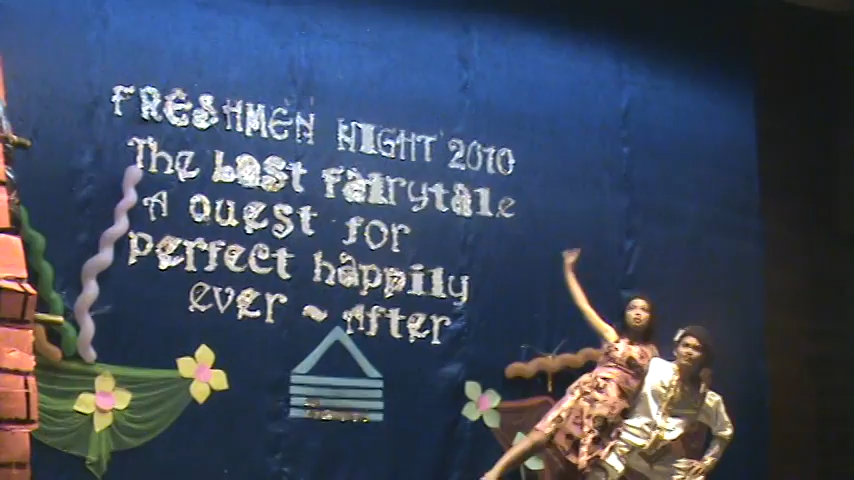 FRESHMEN NIGHT 2010
The Last fairytale
A Quest for
perfect happily
ever ~ After